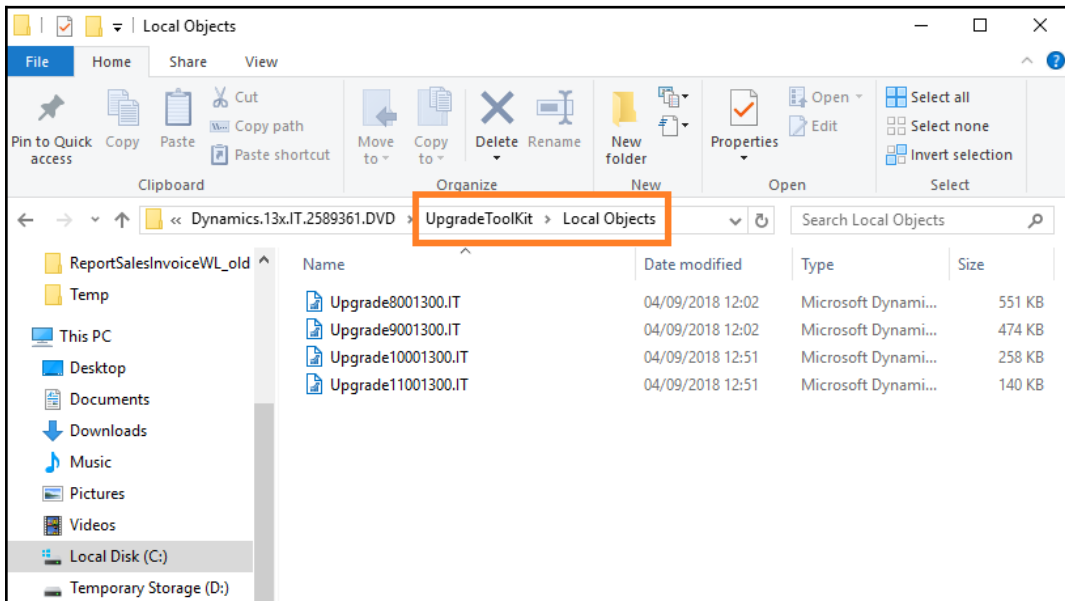 Local Objects
File Home Share View
Pin to Quick access
Copy
Paste
Cut
Copy path
Paste shortcut
Clipboard
Move to
Copy to
Delete
Rename
Organize
New folder
New
Properties
Open
Edit
Open
Select all
Select none
Invert selection
Select
« Dynamics.13x.IT.2589361.DVD > UpgradeToolKit > Local Objects
Search Local Objects
ReportSalesInvoiceWL_old
Temp
This PC
Desktop
Documents
Downloads
Music
Pictures
Videos
Local Disk (C:)
Temporary Storage (D:)
Name Date modified Type Size
Upgrade8001300.IT 04/09/2018 12:02 Microsoft Dynami... 551 KB
Upgrade9001300.IT 04/09/2018 12:02 Microsoft Dynami... 474 KB
Upgrade10001300.IT 04/09/2018 12:51 Microsoft Dynami... 258 KB
Upgrade11001300.IT 04/09/2018 12:51 Microsoft Dynami... 140 KB